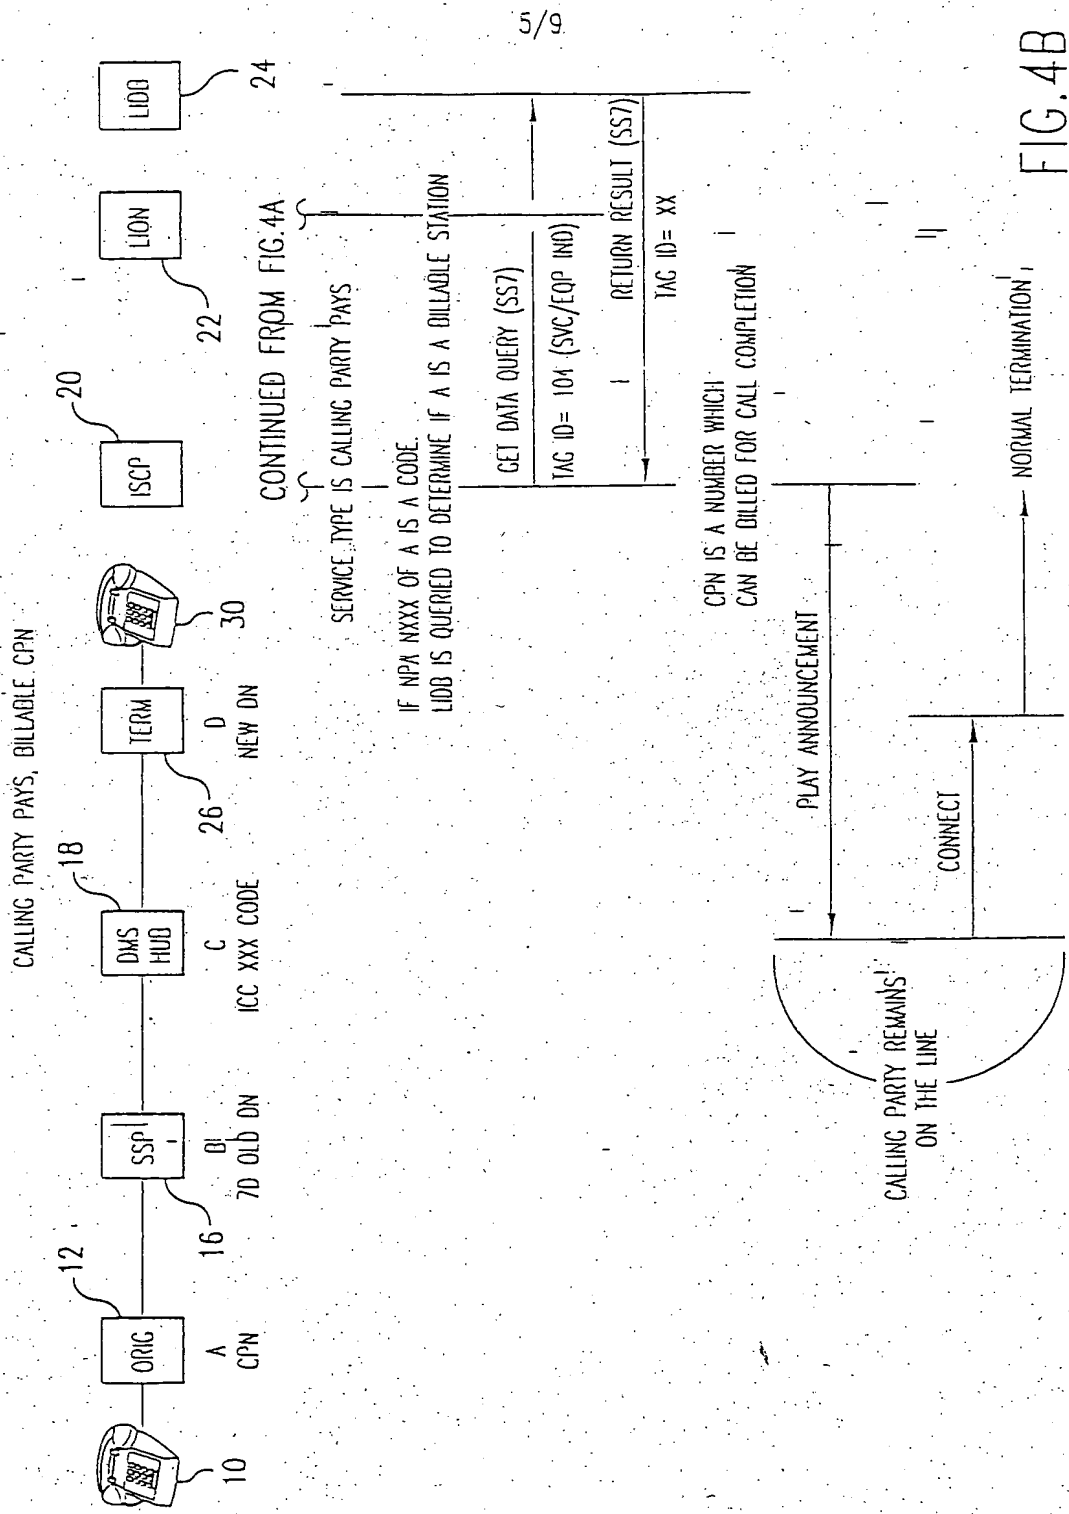 5/9
CALLING PARTY PAYS, BILLABLE CPN
10
ORIG
12
A
CPN
SSP
16
B
7D OLD DN
DMS
HUB
18
C
ICC XXX CODE
TERM
26
D
NEW DN
30
ISCP
20
LION
22
LIDB
24
CONTINUED FROM FIG.4A
SERVICE TYPE IS CALLING PARTY PAYS
IF NPA NXXX OF A IS A CODE.
LIDB IS QUERIED TO DETERMINE IF A IS A BILLABLE STATION
GET DATA QUERY (SS7)
TAG ID= 101 (SVC/EQP IND)
RETURN RESULT (SS7)
TAG ID= XX
CPN IS A NUMBER WHICH
CAN BE BILLED FOR CALL COMPLETION
PLAY ANNOUNCEMENT
CALLING PARTY REMAINS
ON THE LINE
CONNECT
NORMAL TERMINATION
FIG.4B